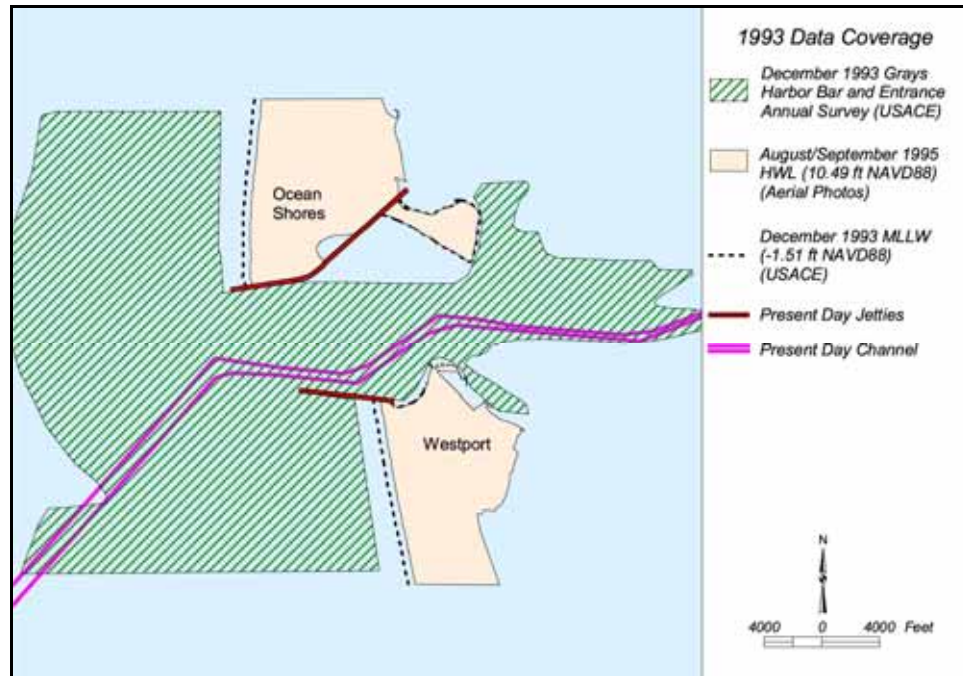 1993 Data Coverage
December 1993 Grays
Harbor Bar and Entrance
Annual Survey (USACE)
August/September 1995
HWL (10.49 ft NAVD88)
(Aerial Photos)
December 1993 MLLW
(-1.51 ft NAVD88)
(USACE)
Present Day Jetties
Present Day Channel
Ocean
Shores
Westport
N
S
4000 0 4000 Feet